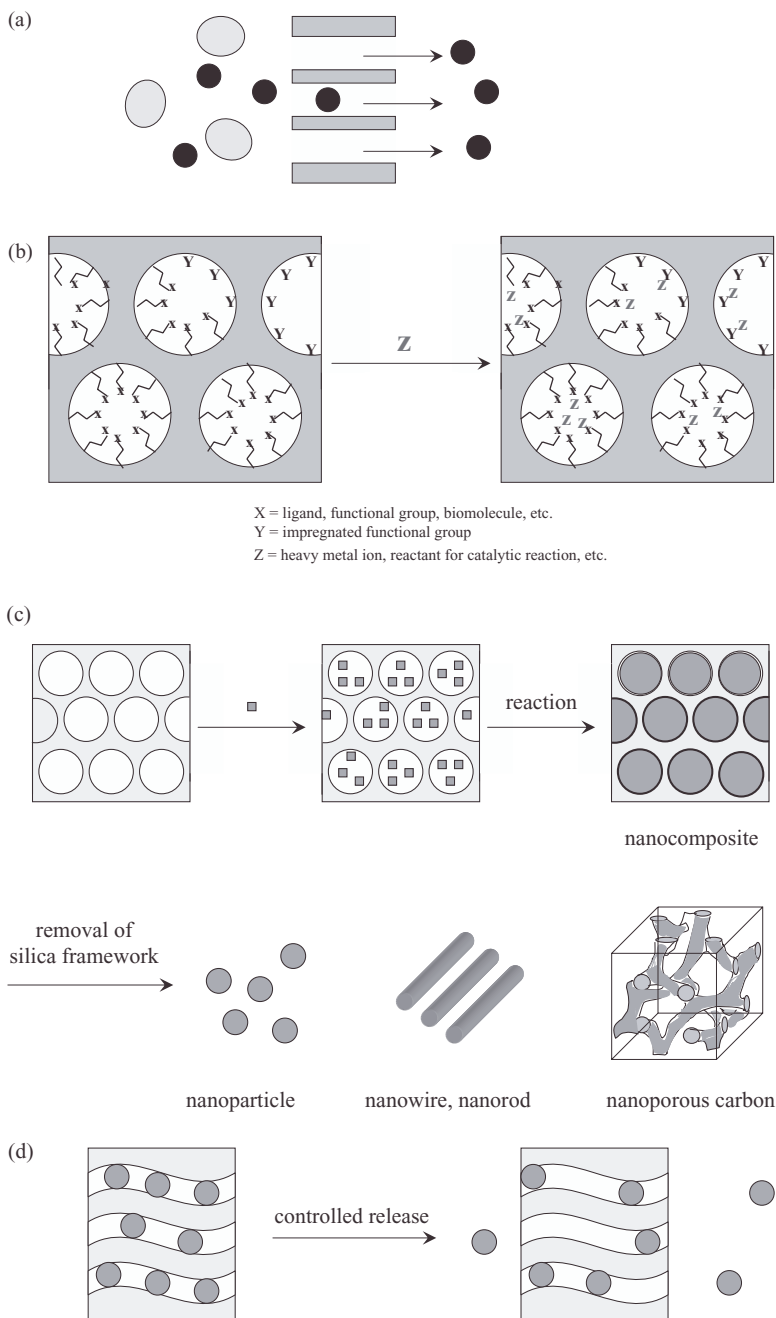 (a)
(b)
Z
X = ligand, functional group, biomolecule, etc.
Y = impregnated functional group
Z = heavy metal ion, reactant for catalytic reaction, etc.
(c)
reaction
nanocomposite
removal of
silica framework
nanoparticle
nanowire, nanorod
nanoporous carbon
(d)
controlled release